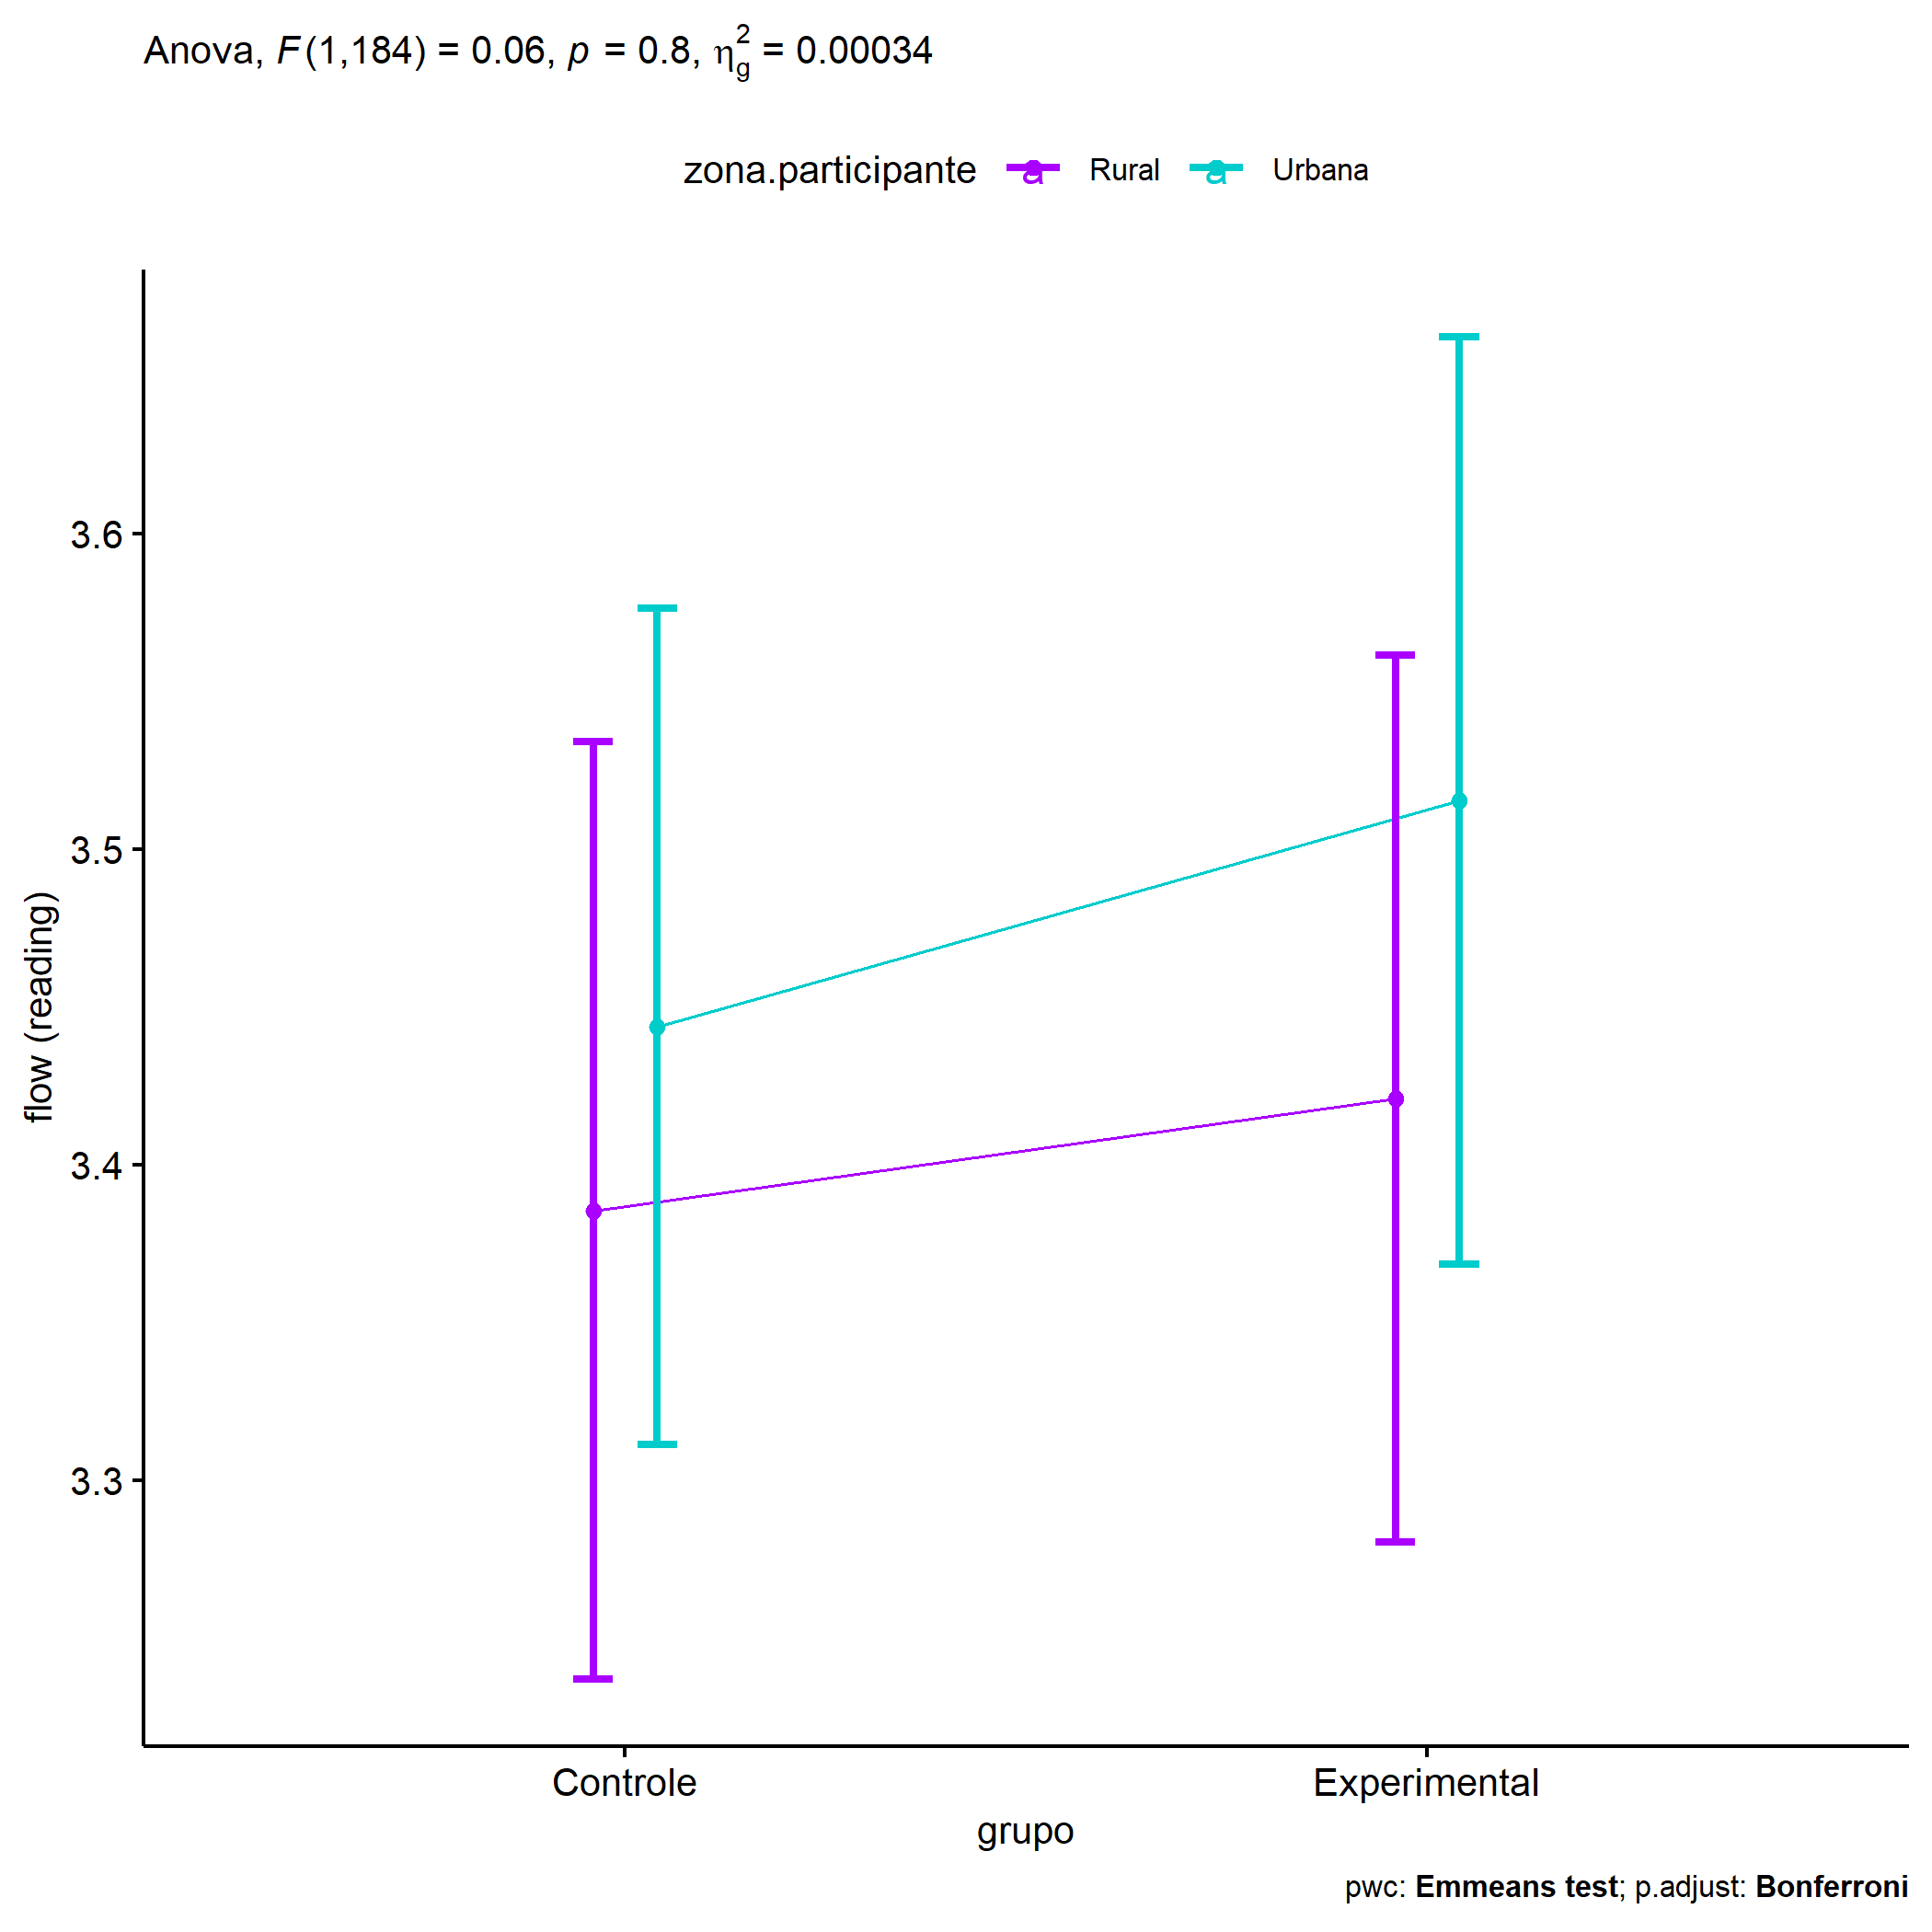 Anova, F(1,184) = 0.06, p = 0.8, η²g = 0.00034
zona.participante a Rural a Urbana
3.6
3.5
3.4
3.3
flow (reading)
Controle Experimental
grupo
pwc: Emmeans test; p.adjust: Bonferroni